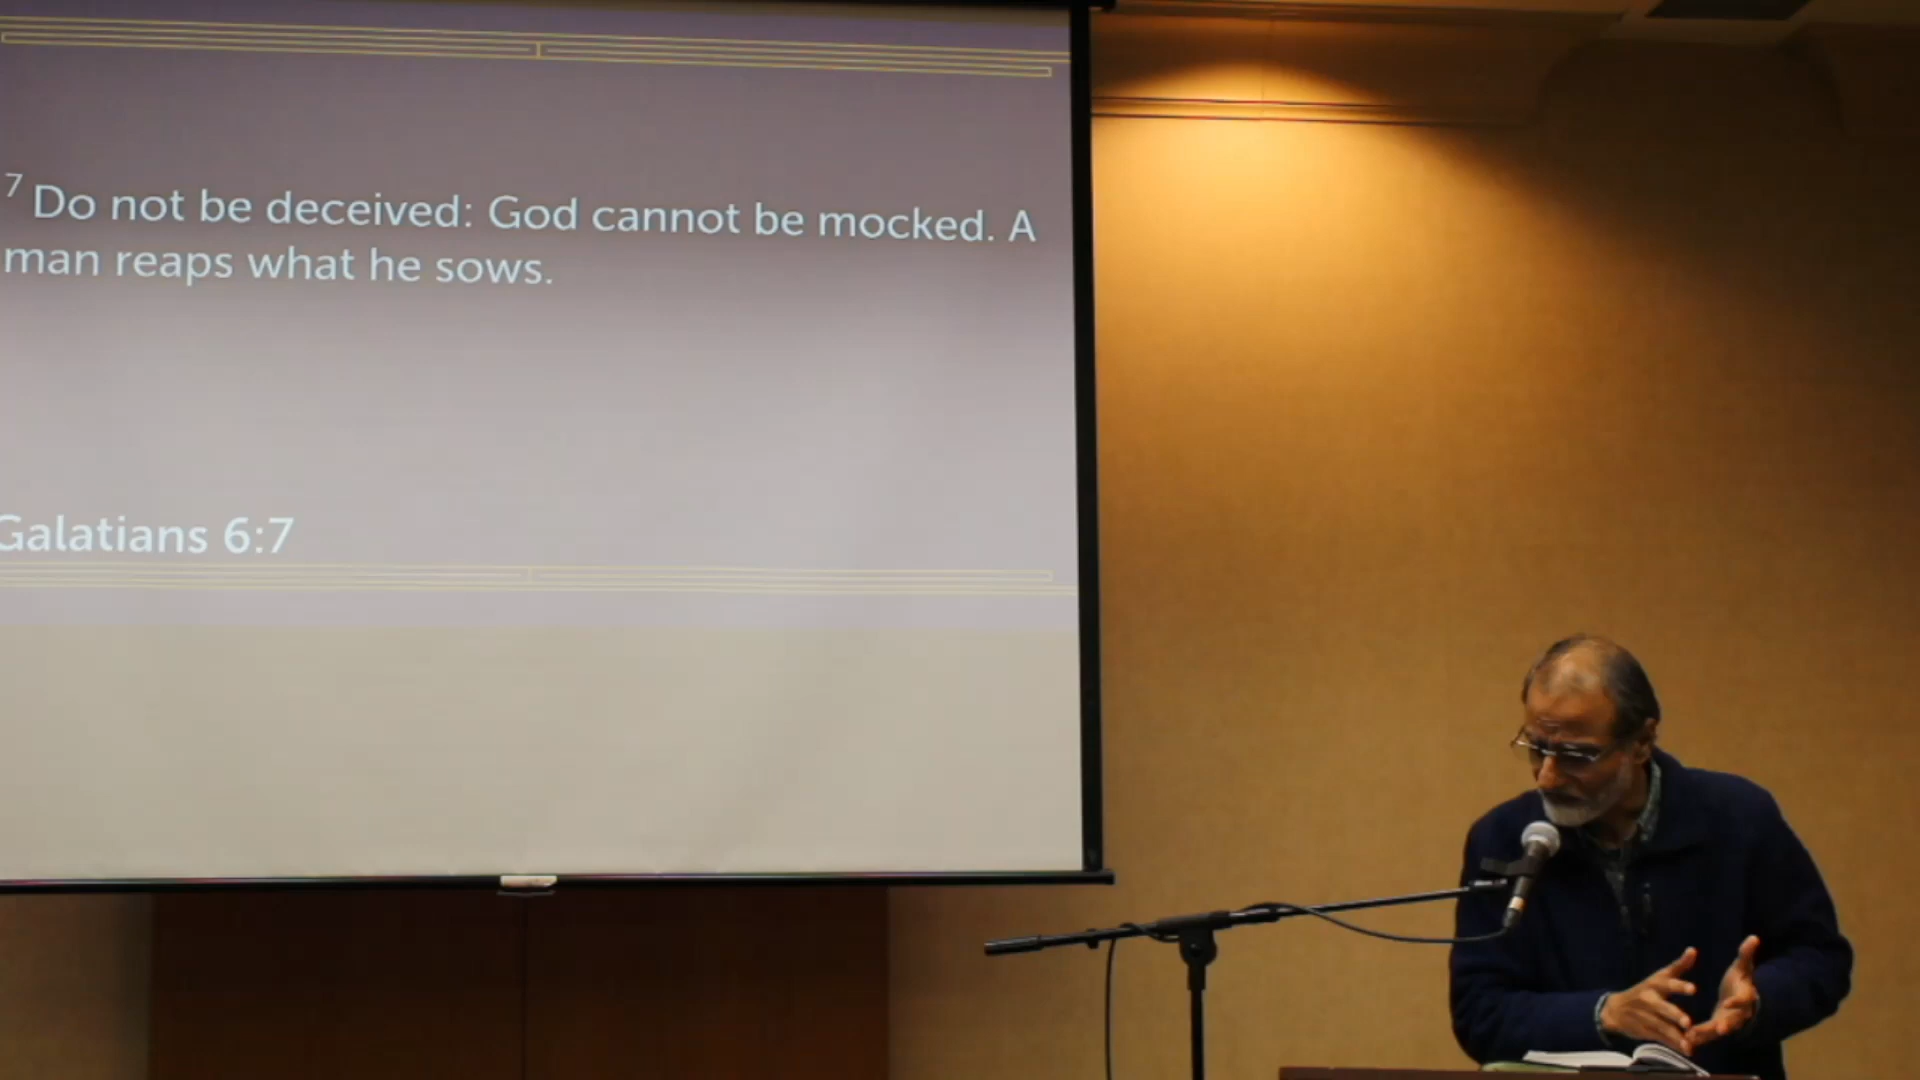 7 Do not be deceived: God cannot be mocked. A
man reaps what he sows.
Galatians 6:7